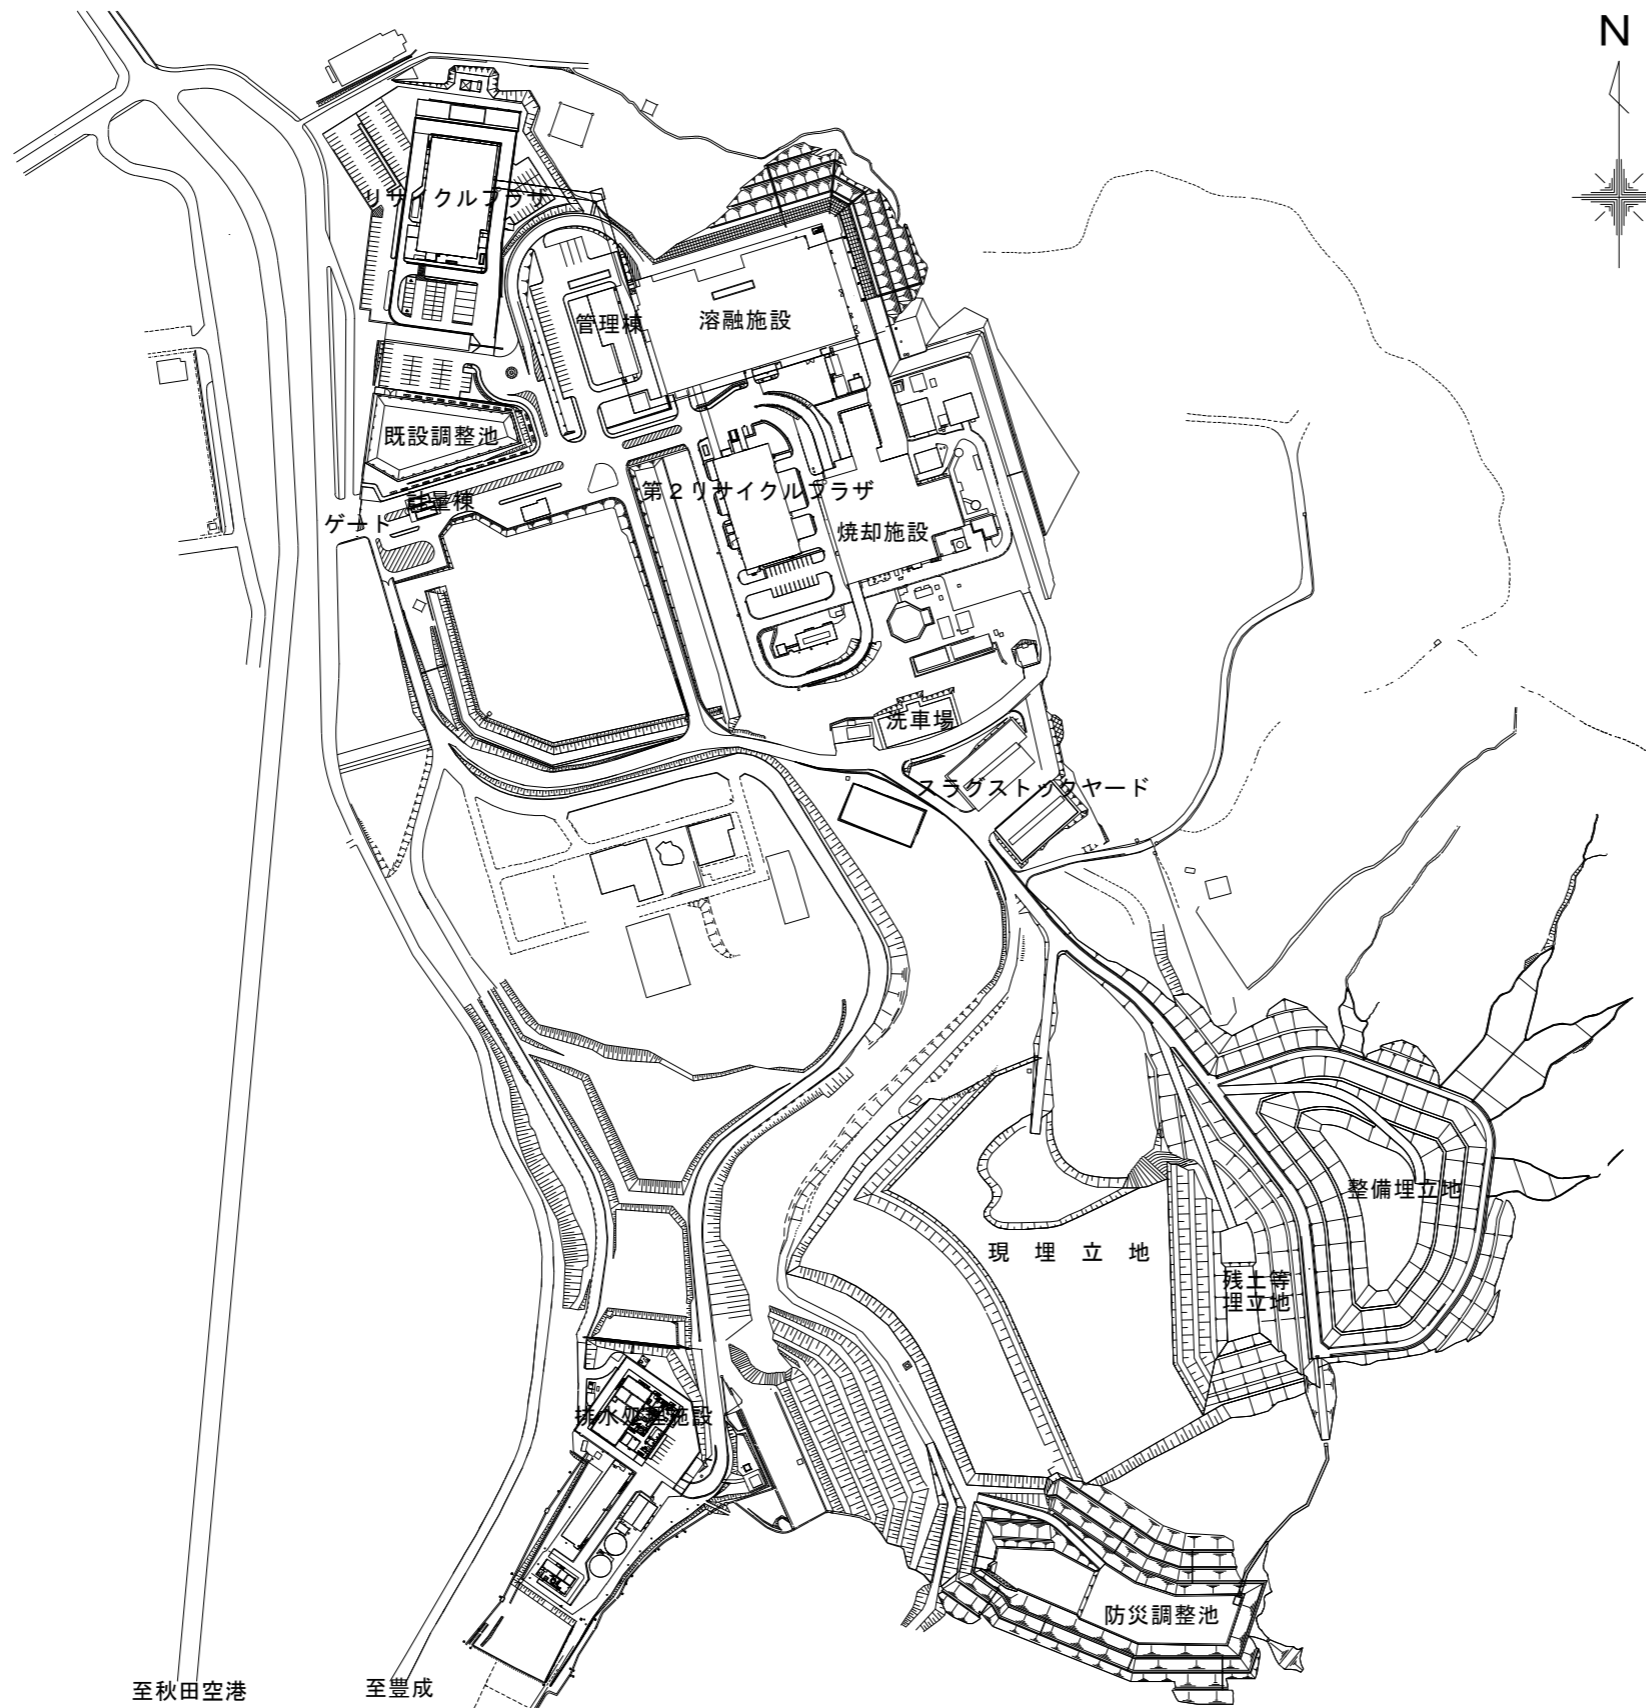 N
リサイクルプラザ
管理棟
溶融施設
既設調整池
第2リサイクルプラザ
計量棟
ゲート
焼却施設
洗車場
スラグストックヤード
整備埋立地
現埋立地
残土等
埋立地
排水処理施設
防災調整池
至秋田空港
至豊成